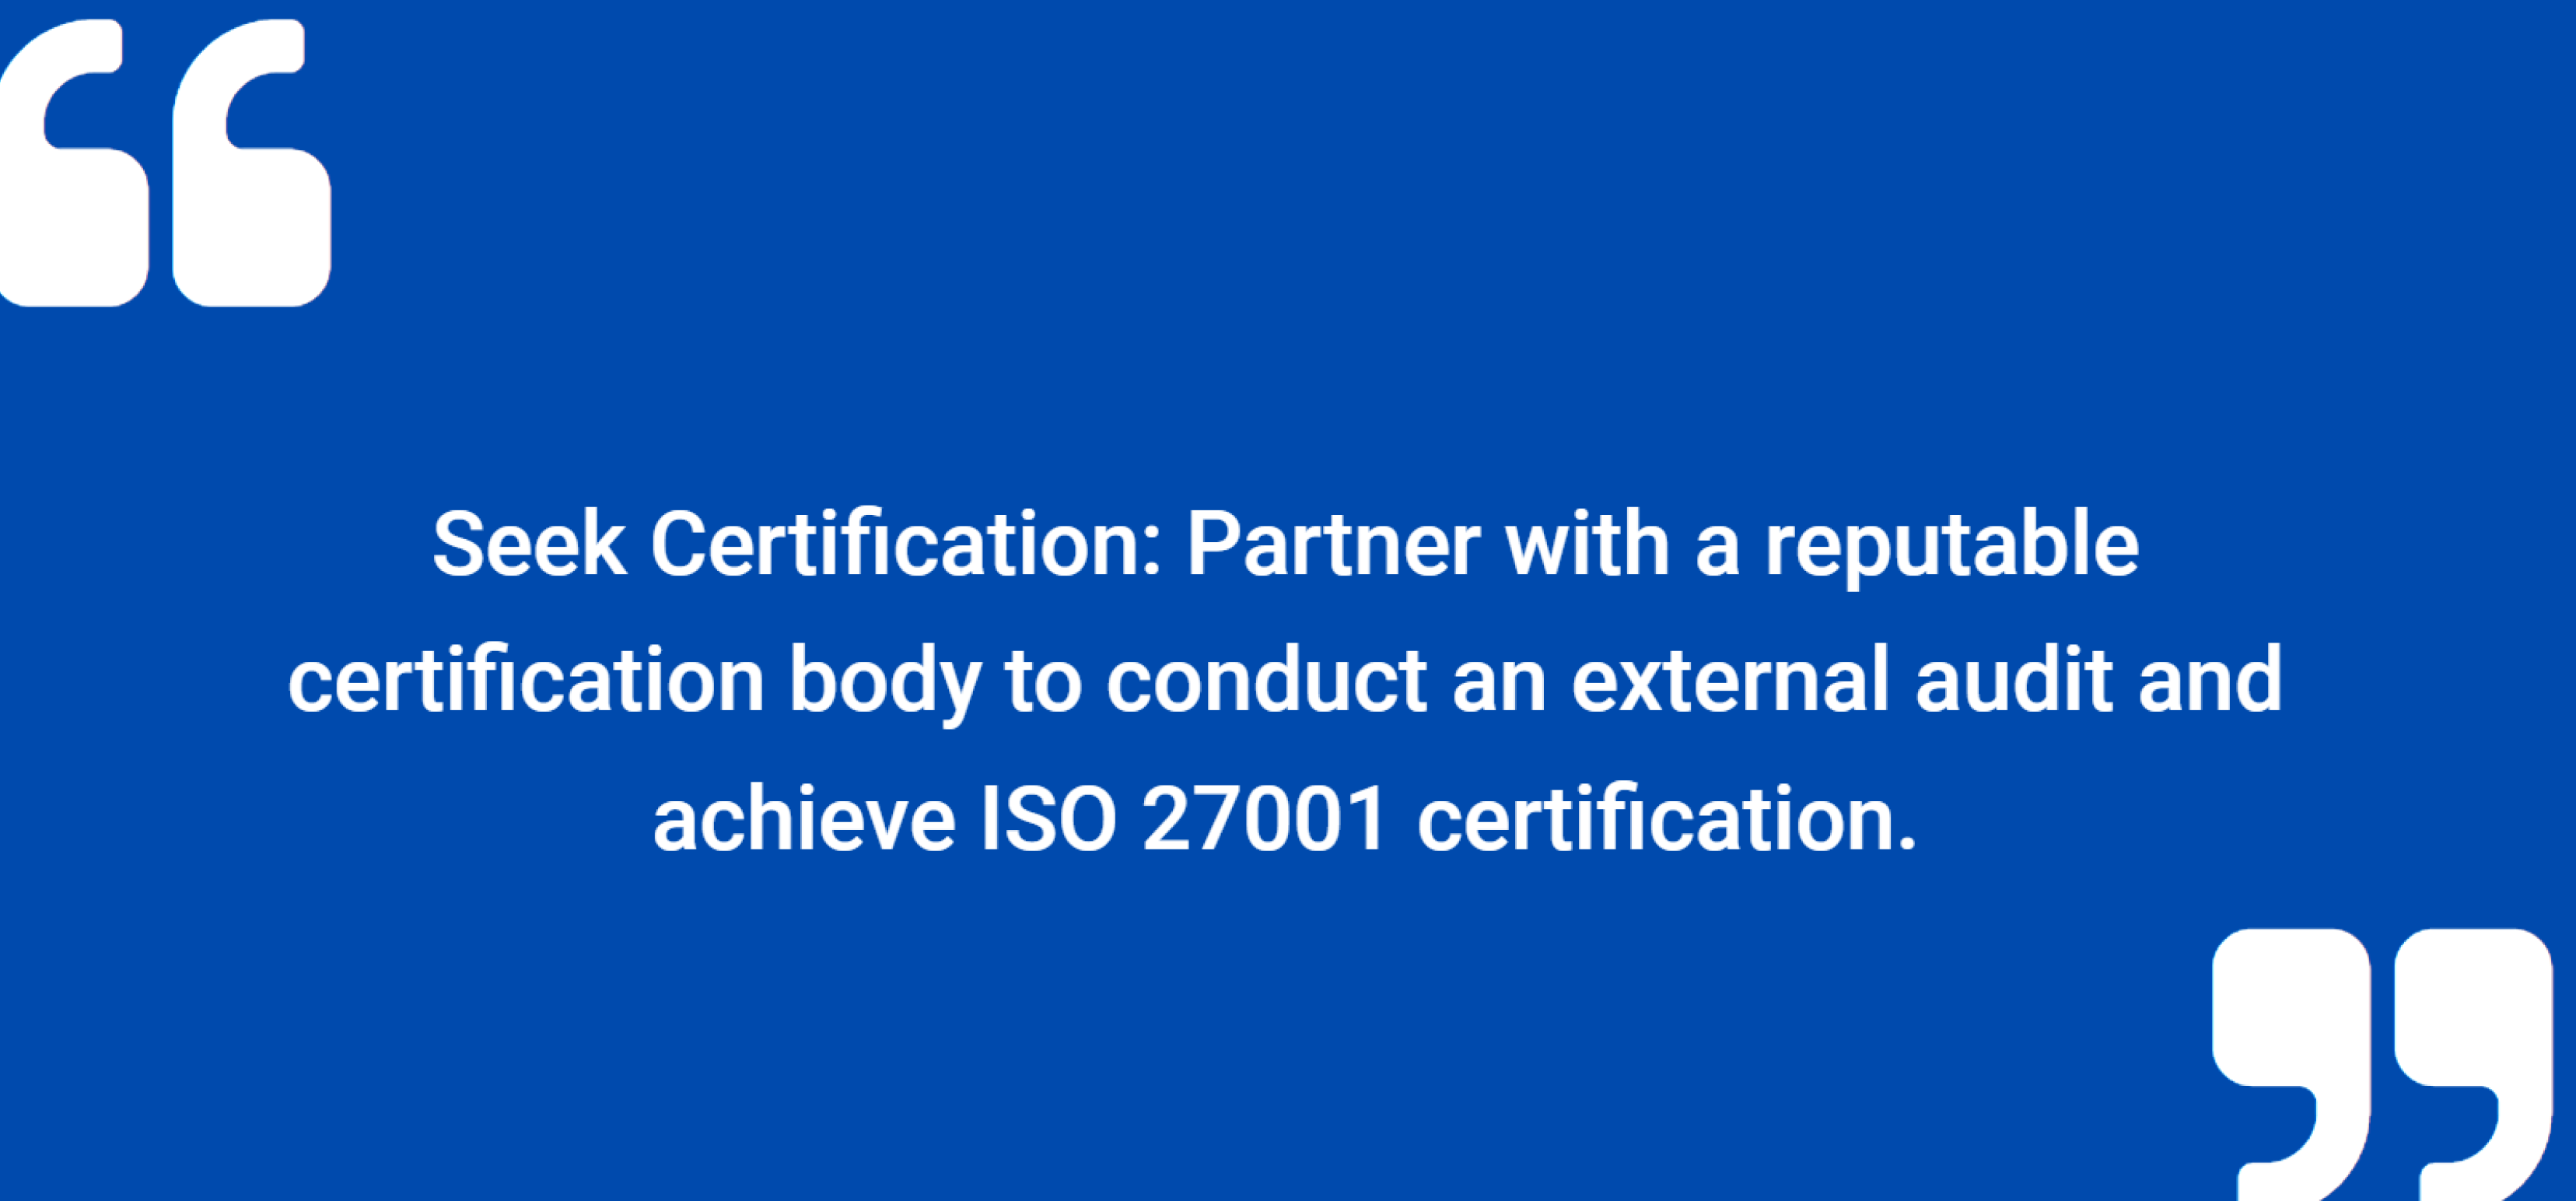 “
Seek Certification: Partner with a reputable
certification body to conduct an external audit and
achieve ISO 27001 certification.
”